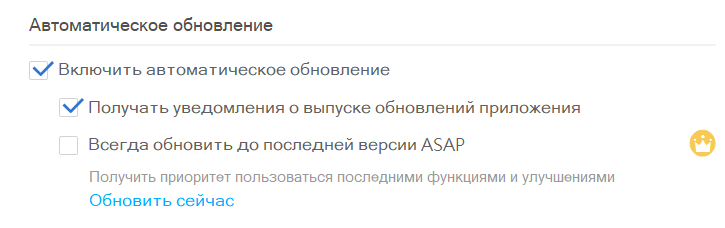 Автоматическое обновление
Включить автоматическое обновление
Получать уведомления о выпуске обновлений приложения
Всегда обновить до последней версии ASAP
Получить приоритет пользоваться последними функциями и улучшениями
Обновить сейчас